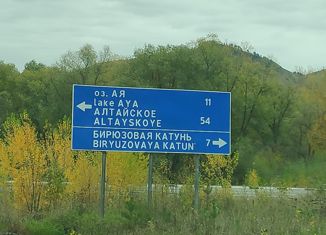 оз. АЯ 11
Lake AYA
АЛТАЙСКОЕ
ALTAYSKOYE 54
БИРЮЗОВАЯ КАТУНЬ
BIRYUZOVAYA KATUN 7